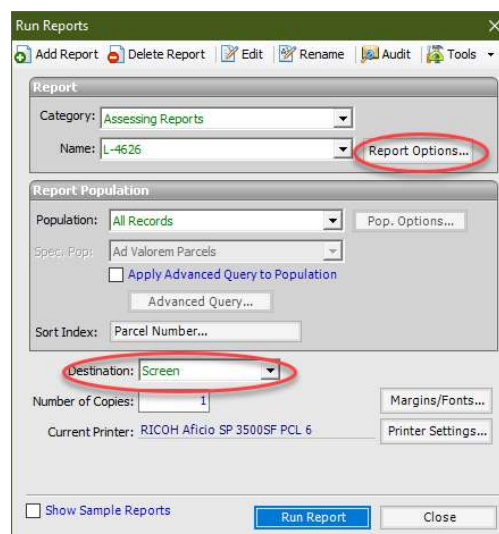 Run Reports
Add Report Delete Report Edit Rename Audit Tools
Report
Category: Assessing Reports
Name: L-4626 Report Options...
Report Population
Population: All Records Pop. Options...
Spec. Pop: Ad Valorem Parcels
Apply Advanced Query to Population
Advanced Query...
Sort Index: Parcel Number...
Destination: Screen
Number of Copies: 1 Margins/Fonts...
Current Printer: RICOH Aficio SP 3500SF PCL 6 Printer Settings...
Show Sample Reports Run Report Close